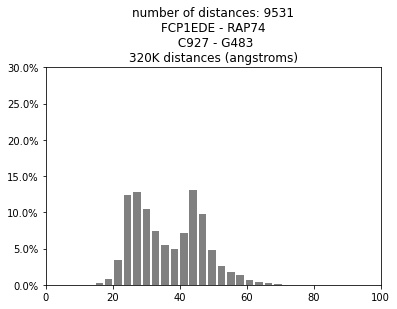 number of distances: 9531
FCP1EDE - RAP74
C927 - G483
320K distances (angstroms)
30.0%
25.0%
20.0%
15.0%
10.0%
5.0%
0.0%
0 20 40 60 80 100